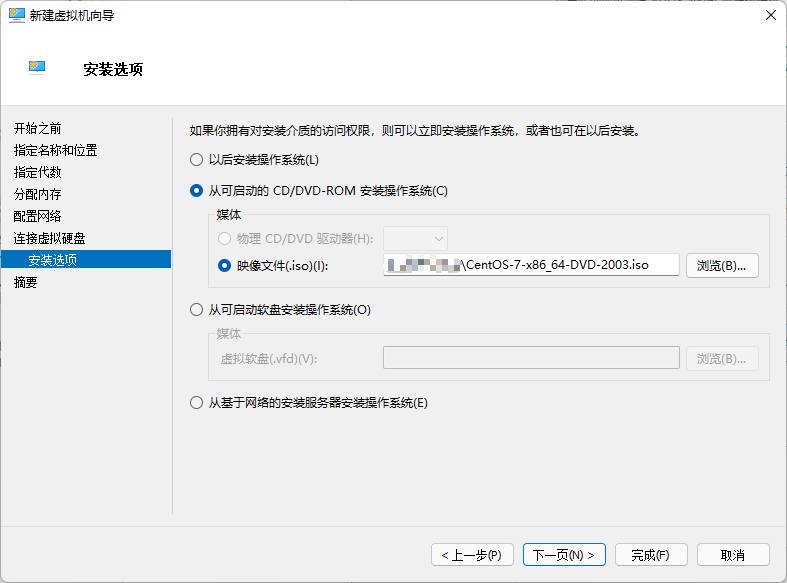 新建虚拟机向导
安装选项
开始之前
指定名称和位置
指定代数
分配内存
配置网络
连接虚拟硬盘
安装选项
摘要
如果你拥有对安装介质的访问权限，则可以立即安装操作系统，或者也可在以后安装。
以后安装操作系统(L)
从可启动的 CD/DVD-ROM 安装操作系统(C)
媒体
物理 CD/DVD 驱动器(H):
映像文件(.iso)(I): \CentOS-7-x86_64-DVD-2003.iso 浏览(B)...
从可启动软盘安装操作系统(O)
媒体
虚拟软盘(.vfd)(V): 浏览(B)...
从基于网络的安装服务器安装操作系统(E)
< 上一步(P) 下一页(N) > 完成(F) 取消